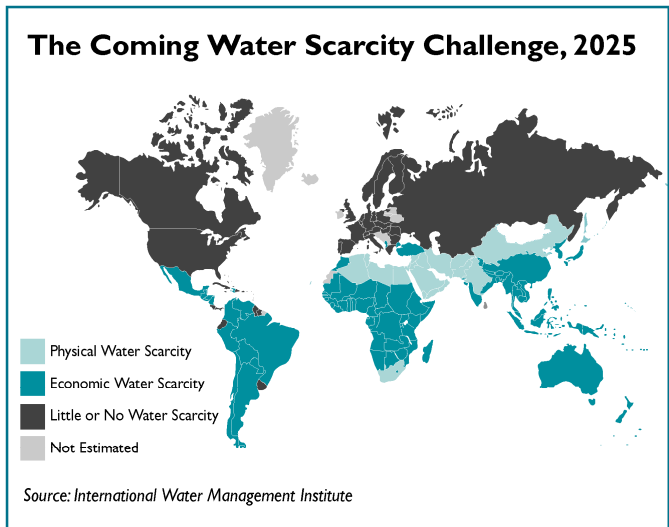 The Coming Water Scarcity Challenge, 2025
Physical Water Scarcity
Economic Water Scarcity
Little or No Water Scarcity
Not Estimated
Source: International Water Management Institute